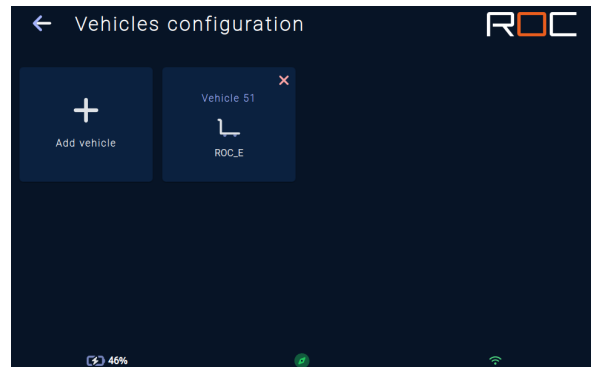 Vehicles configuration
ROC
Add vehicle
Vehicle 51
ROC_E
46%